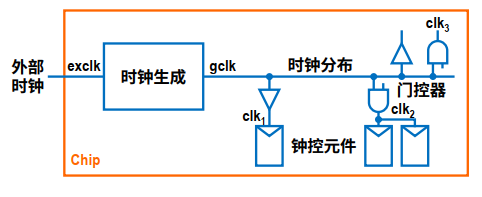 clk3
外部
时钟
exclk
时钟生成
gclk
时钟分布
门控器
clk1
clk2
钟控元件
Chip